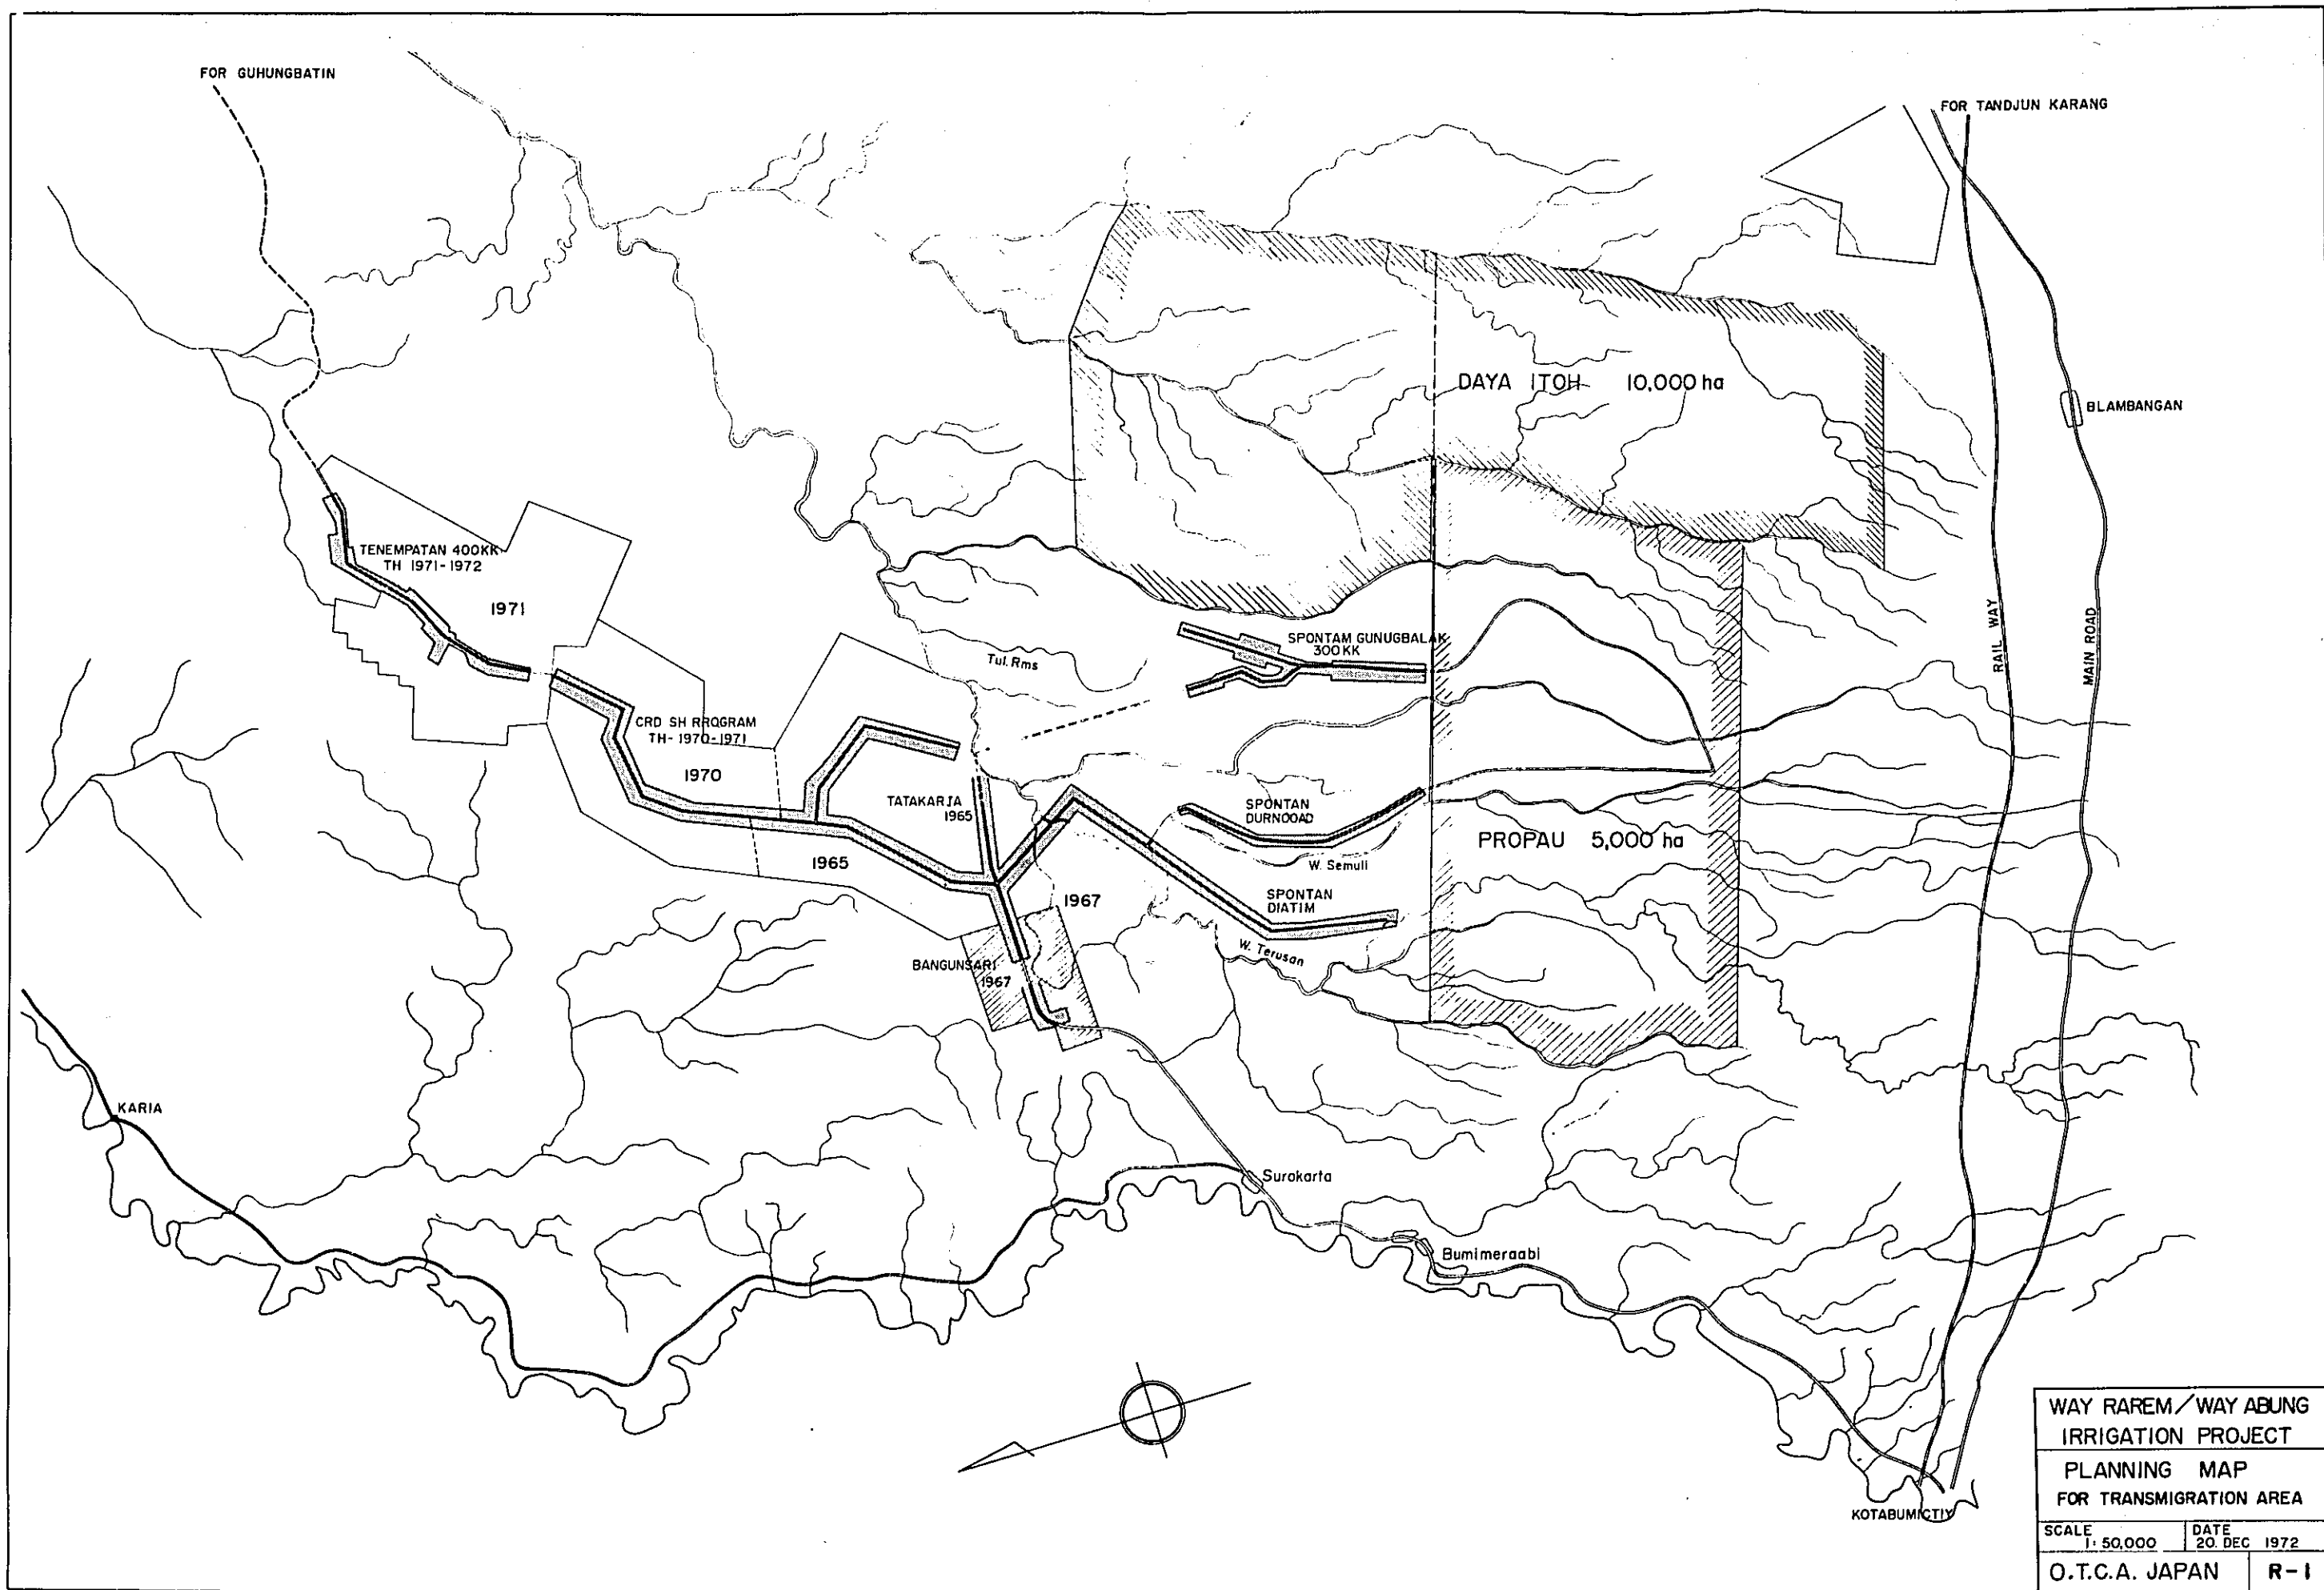 FOR GUHUNGBATIN
FOR TANDJUN KARANG
DAYA ITOH 10,000 ha
BLAMBANGAN
TENEMPATAN 400KK
TH 1971-1972
1971
RAIL WAY
MAIN ROAD
SPONTAM GUNUGBALAK
300KK
Tul. Rms
CRD SH RROGRAM
TH-1970-1971
1970
TATAKARJA
1965
SPONTAN
DURNOOAD
PROPAU 5,000 ha
1965
W. Semuli
SPONTAN
DIATIM
1967
W. Terusan
BANGUNSARI
1967
KARIA
Surokarta
Bumimeraabi
KOTABUMICTIY
WAY RAREM/WAY ABUNG
IRRIGATION PROJECT
PLANNING MAP
FOR TRANSMIGRATION AREA
SCALE
1:50,000
DATE
20. DEC 1972
O.T.C.A. JAPAN
R-1